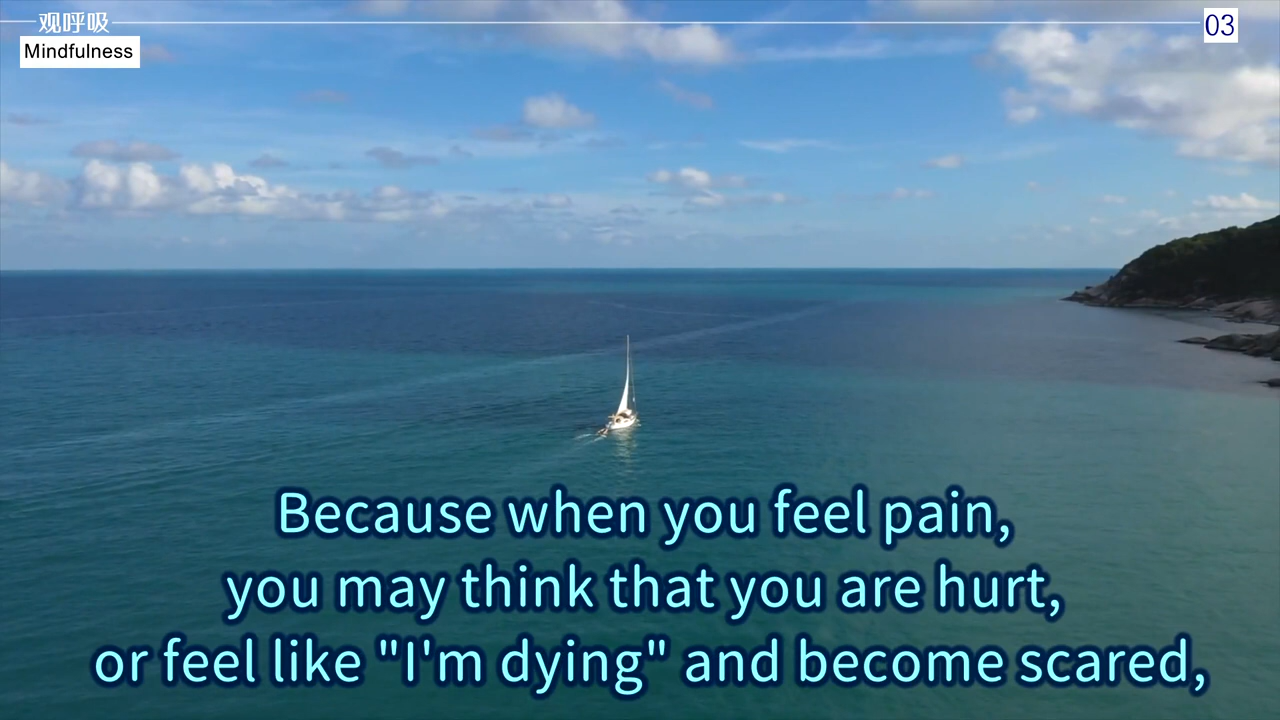 观呼吸
Mindfulness
03
Because when you feel pain,
you may think that you are hurt,
or feel like "I'm dying" and become scared,